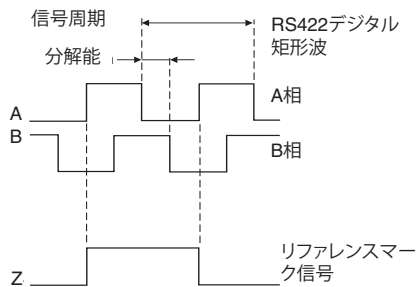 信号周期
RS422デジタル
矩形波
分解能
A
A相
B
B相
リファレンスマー
ク信号
Z